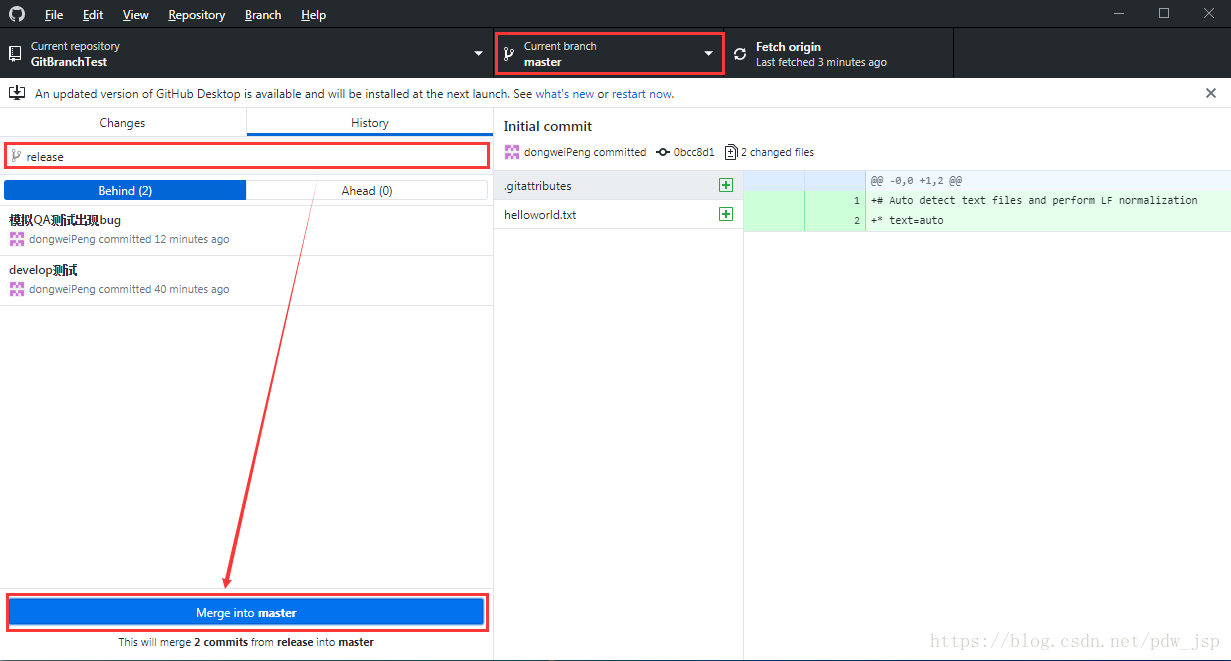 File Edit View Repository Branch Help
Current repository
GitBranchTest
Current branch
master
Fetch origin
Last fetched 3 minutes ago
An updated version of GitHub Desktop is available and will be installed at the next launch. See what's new or restart now.
Changes
History
release
Behind (2)
Ahead (0)
模拟QA测试出现bug
dongweiPeng committed 12 minutes ago
develop测试
dongweiPeng committed 40 minutes ago
Merge into master
This will merge 2 commits from release into master
Initial commit
dongweiPeng committed 0bcc8d1 2 changed files
.gitattributes
helloworld.txt
@@ -0,0 +1,2 @@
1 +# Auto detect text files and perform LF normalization
2 +* text=auto
https://blog.csdn.net/pdw_jsp